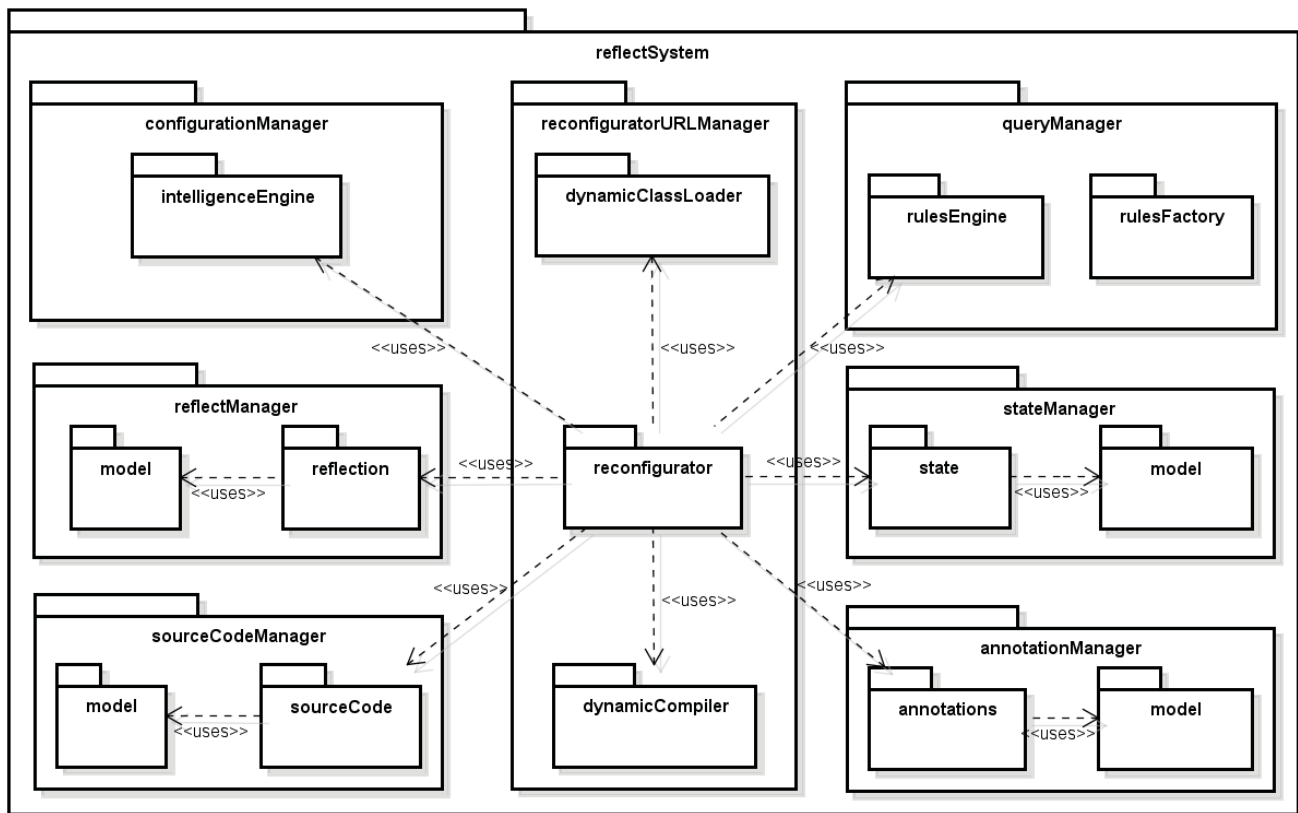 reflectSystem
configurationManager
intelligenceEngine
reconfiguratorURLManager
dynamicClassLoader
queryManager
rulesEngine
rulesFactory
<<uses>>
<<uses>>
<<uses>>
reflectManager
model
<<uses>>
reflection
<<uses>>
reconfigurator
<<uses>>
stateManager
state
<<uses>>
model
<<uses>>
<<uses>>
<<uses>>
sourceCodeManager
model
<<uses>>
sourceCode
dynamicCompiler
annotationManager
annotations
<<uses>>
model